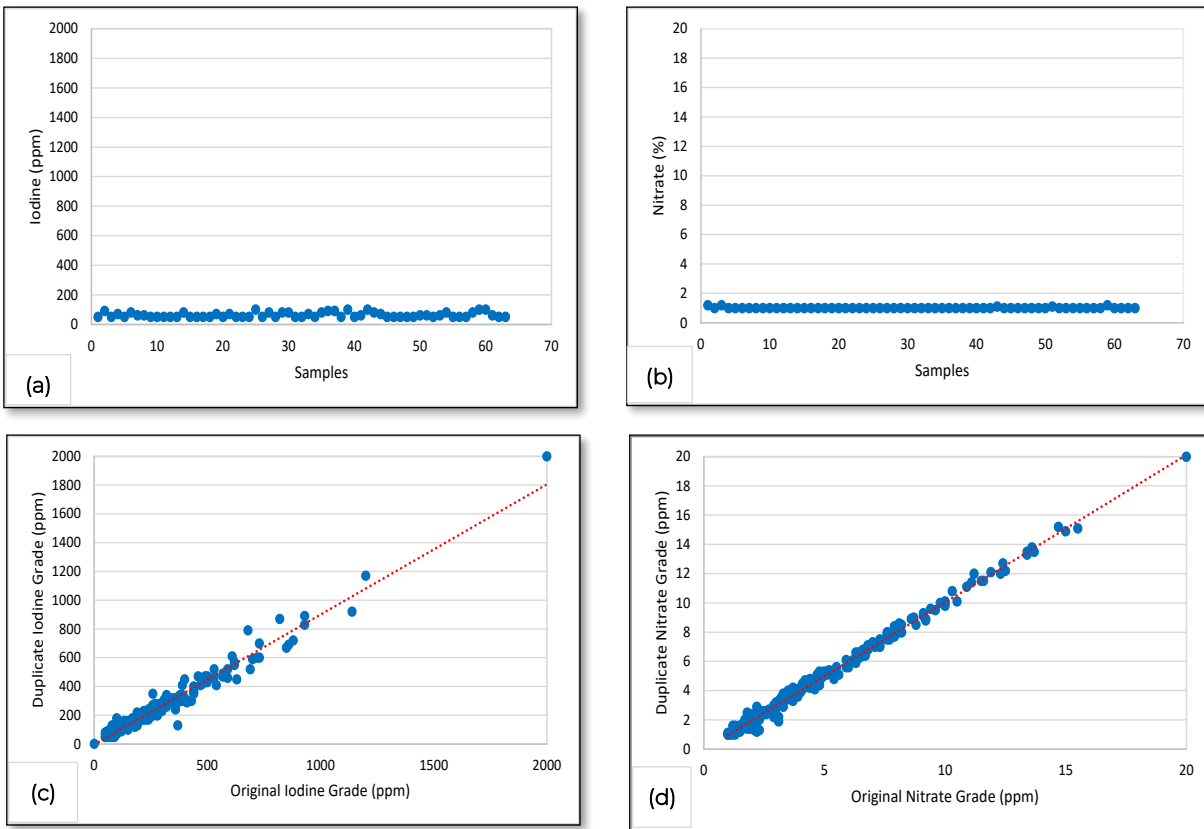 2000
1800
1600
1400
1200
1000
800
600
400
200
0
Iodine (ppm)
0 10 20 30 40 50 60 70
Samples
(a)
20
18
16
14
12
10
8
6
4
2
0
Nitrate (%)
0 10 20 30 40 50 60 70
Samples
(b)
2000
1800
1600
1400
1200
1000
800
600
400
200
0
Duplicate Iodine Grade (ppm)
0 500 1000 1500 2000
Original Iodine Grade (ppm)
(c)
20
18
16
14
12
10
8
6
4
2
0
Duplicate Nitrate Grade (ppm)
0 5 10 15 20
Original Nitrate Grade (ppm)
(d)